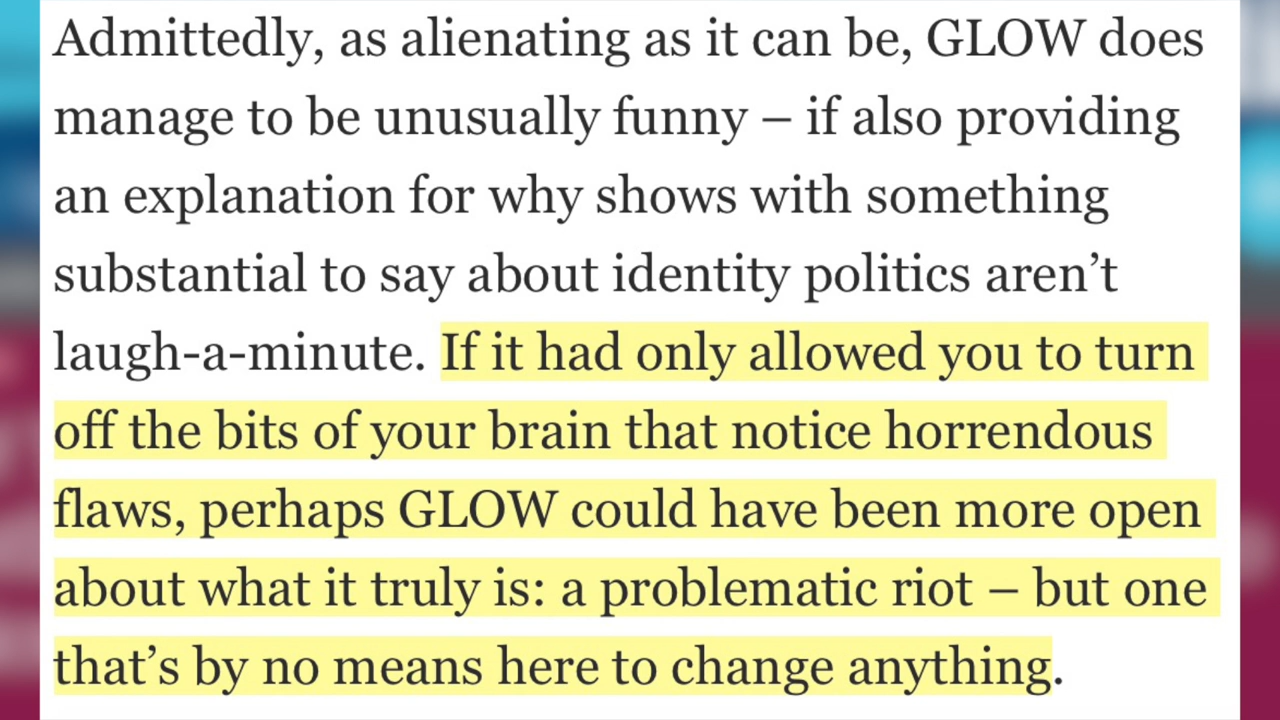 Admittedly, as alienating as it can be, GLOW does
manage to be unusually funny – if also providing
an explanation for why shows with something
substantial to say about identity politics aren’t
laugh-a-minute. If it had only allowed you to turn
off the bits of your brain that notice horrendous
flaws, perhaps GLOW could have been more open
about what it truly is: a problematic riot – but one
that’s by no means here to change anything.